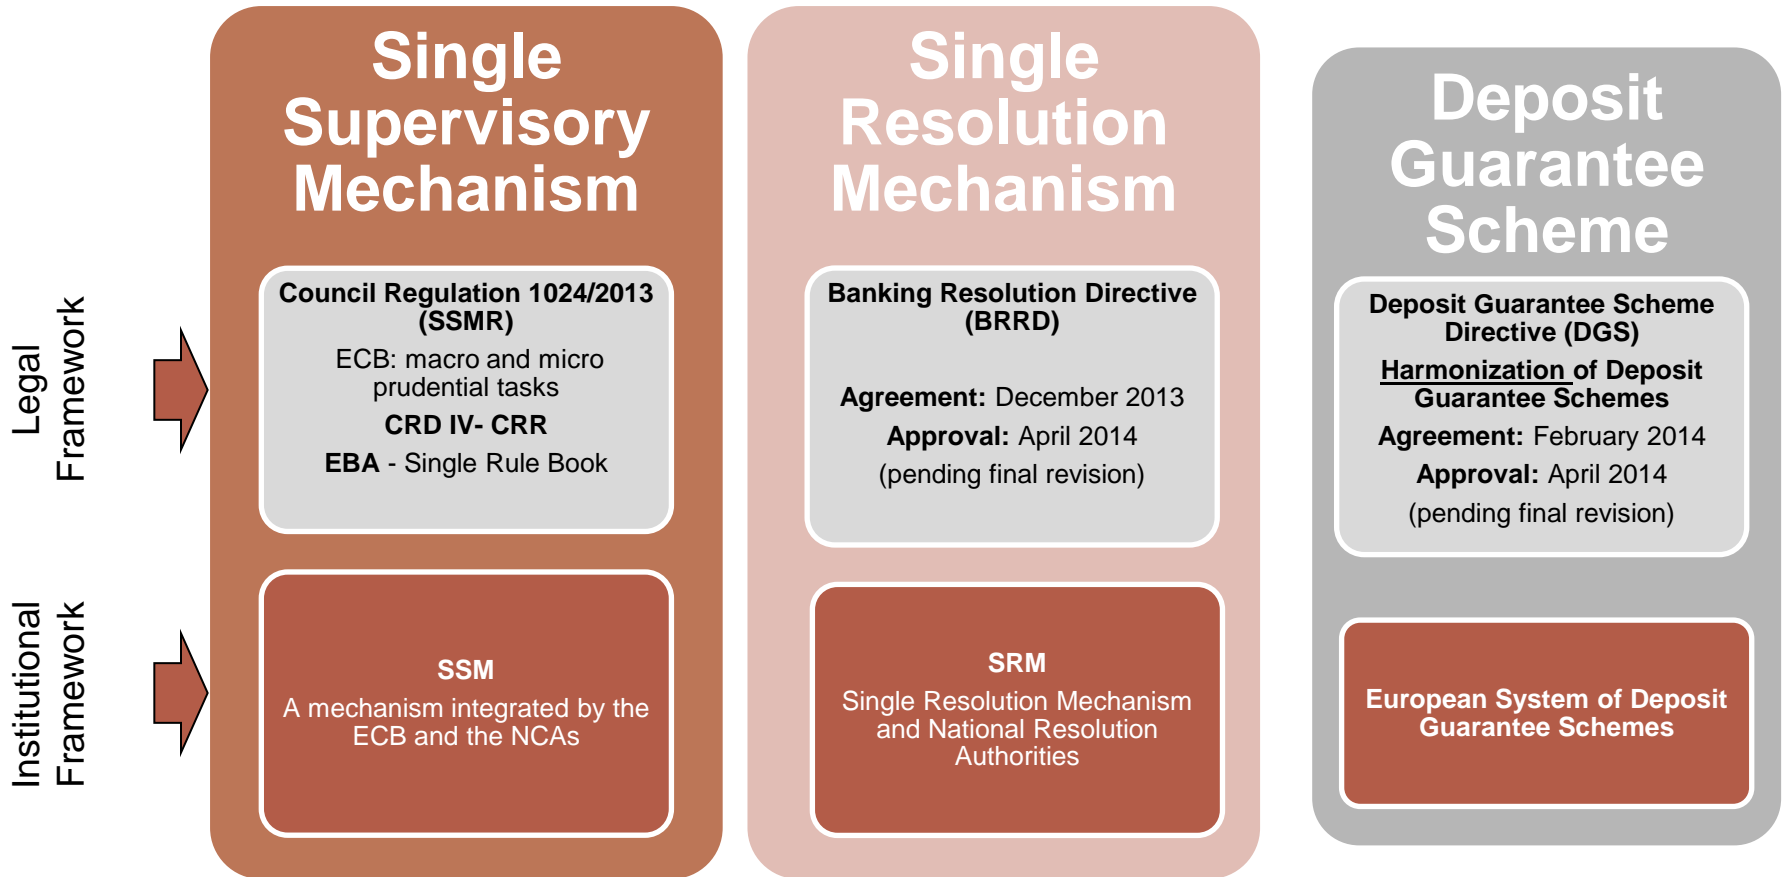 Single
Supervisory
Mechanism
Single
Resolution
Mechanism
Deposit
Guarantee
Scheme
Legal
Framework
Council Regulation 1024/2013
(SSMR)
ECB: macro and micro
prudential tasks
CRD IV- CRR
EBA - Single Rule Book
Banking Resolution Directive
(BRRD)
Agreement: December 2013
Approval: April 2014
(pending final revision)
Deposit Guarantee Scheme
Directive (DGS)
Harmonization of Deposit
Guarantee Schemes
Agreement: February 2014
Approval: April 2014
(pending final revision)
Institutional
Framework
SSM
A mechanism integrated by the
ECB and the NCAs
SRM
Single Resolution Mechanism
and National Resolution
Authorities
European System of Deposit
Guarantee Schemes